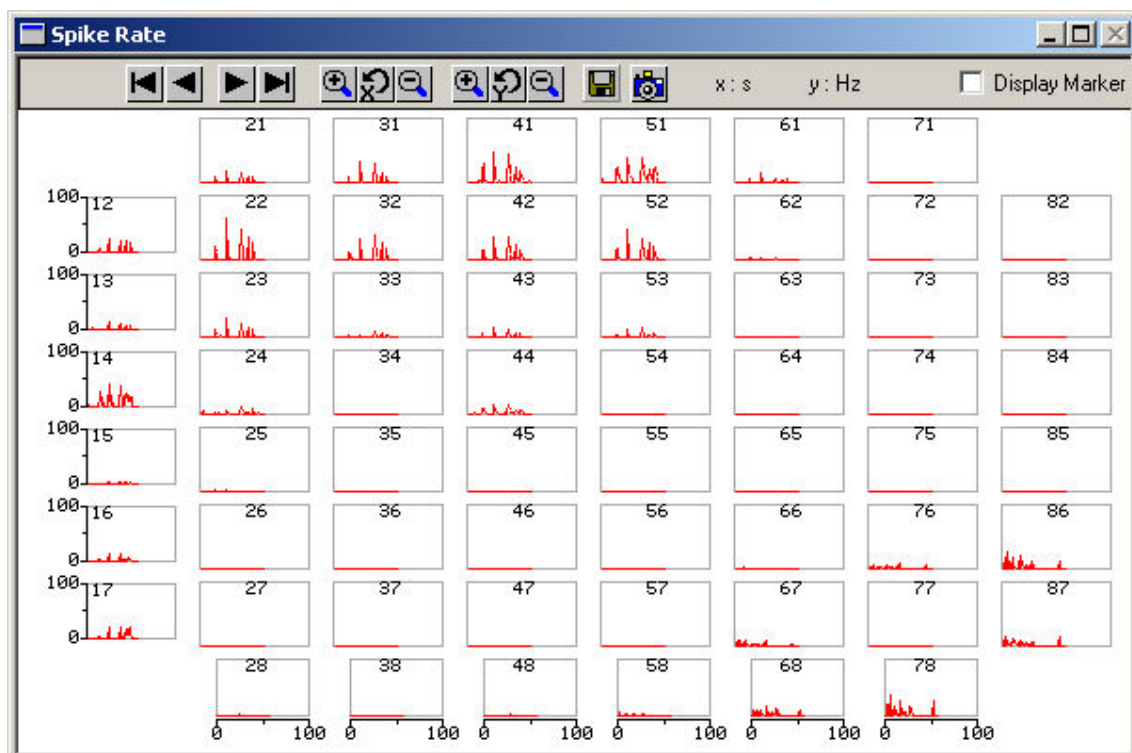 Spike Rate
x : s y : Hz Display Marker
21 31 41 51 61 71
100 12 22 32 42 52 62 72 82
0
100 13 23 33 43 53 63 73 83
0
100 14 24 34 44 54 64 74 84
0
100 15 25 35 45 55 65 75 85
0
100 16 26 36 46 56 66 76 86
0
100 17 27 37 47 57 67 77 87
0
28 38 48 58 68 78
0 100 0 100 0 100 0 100 0 100 0 100